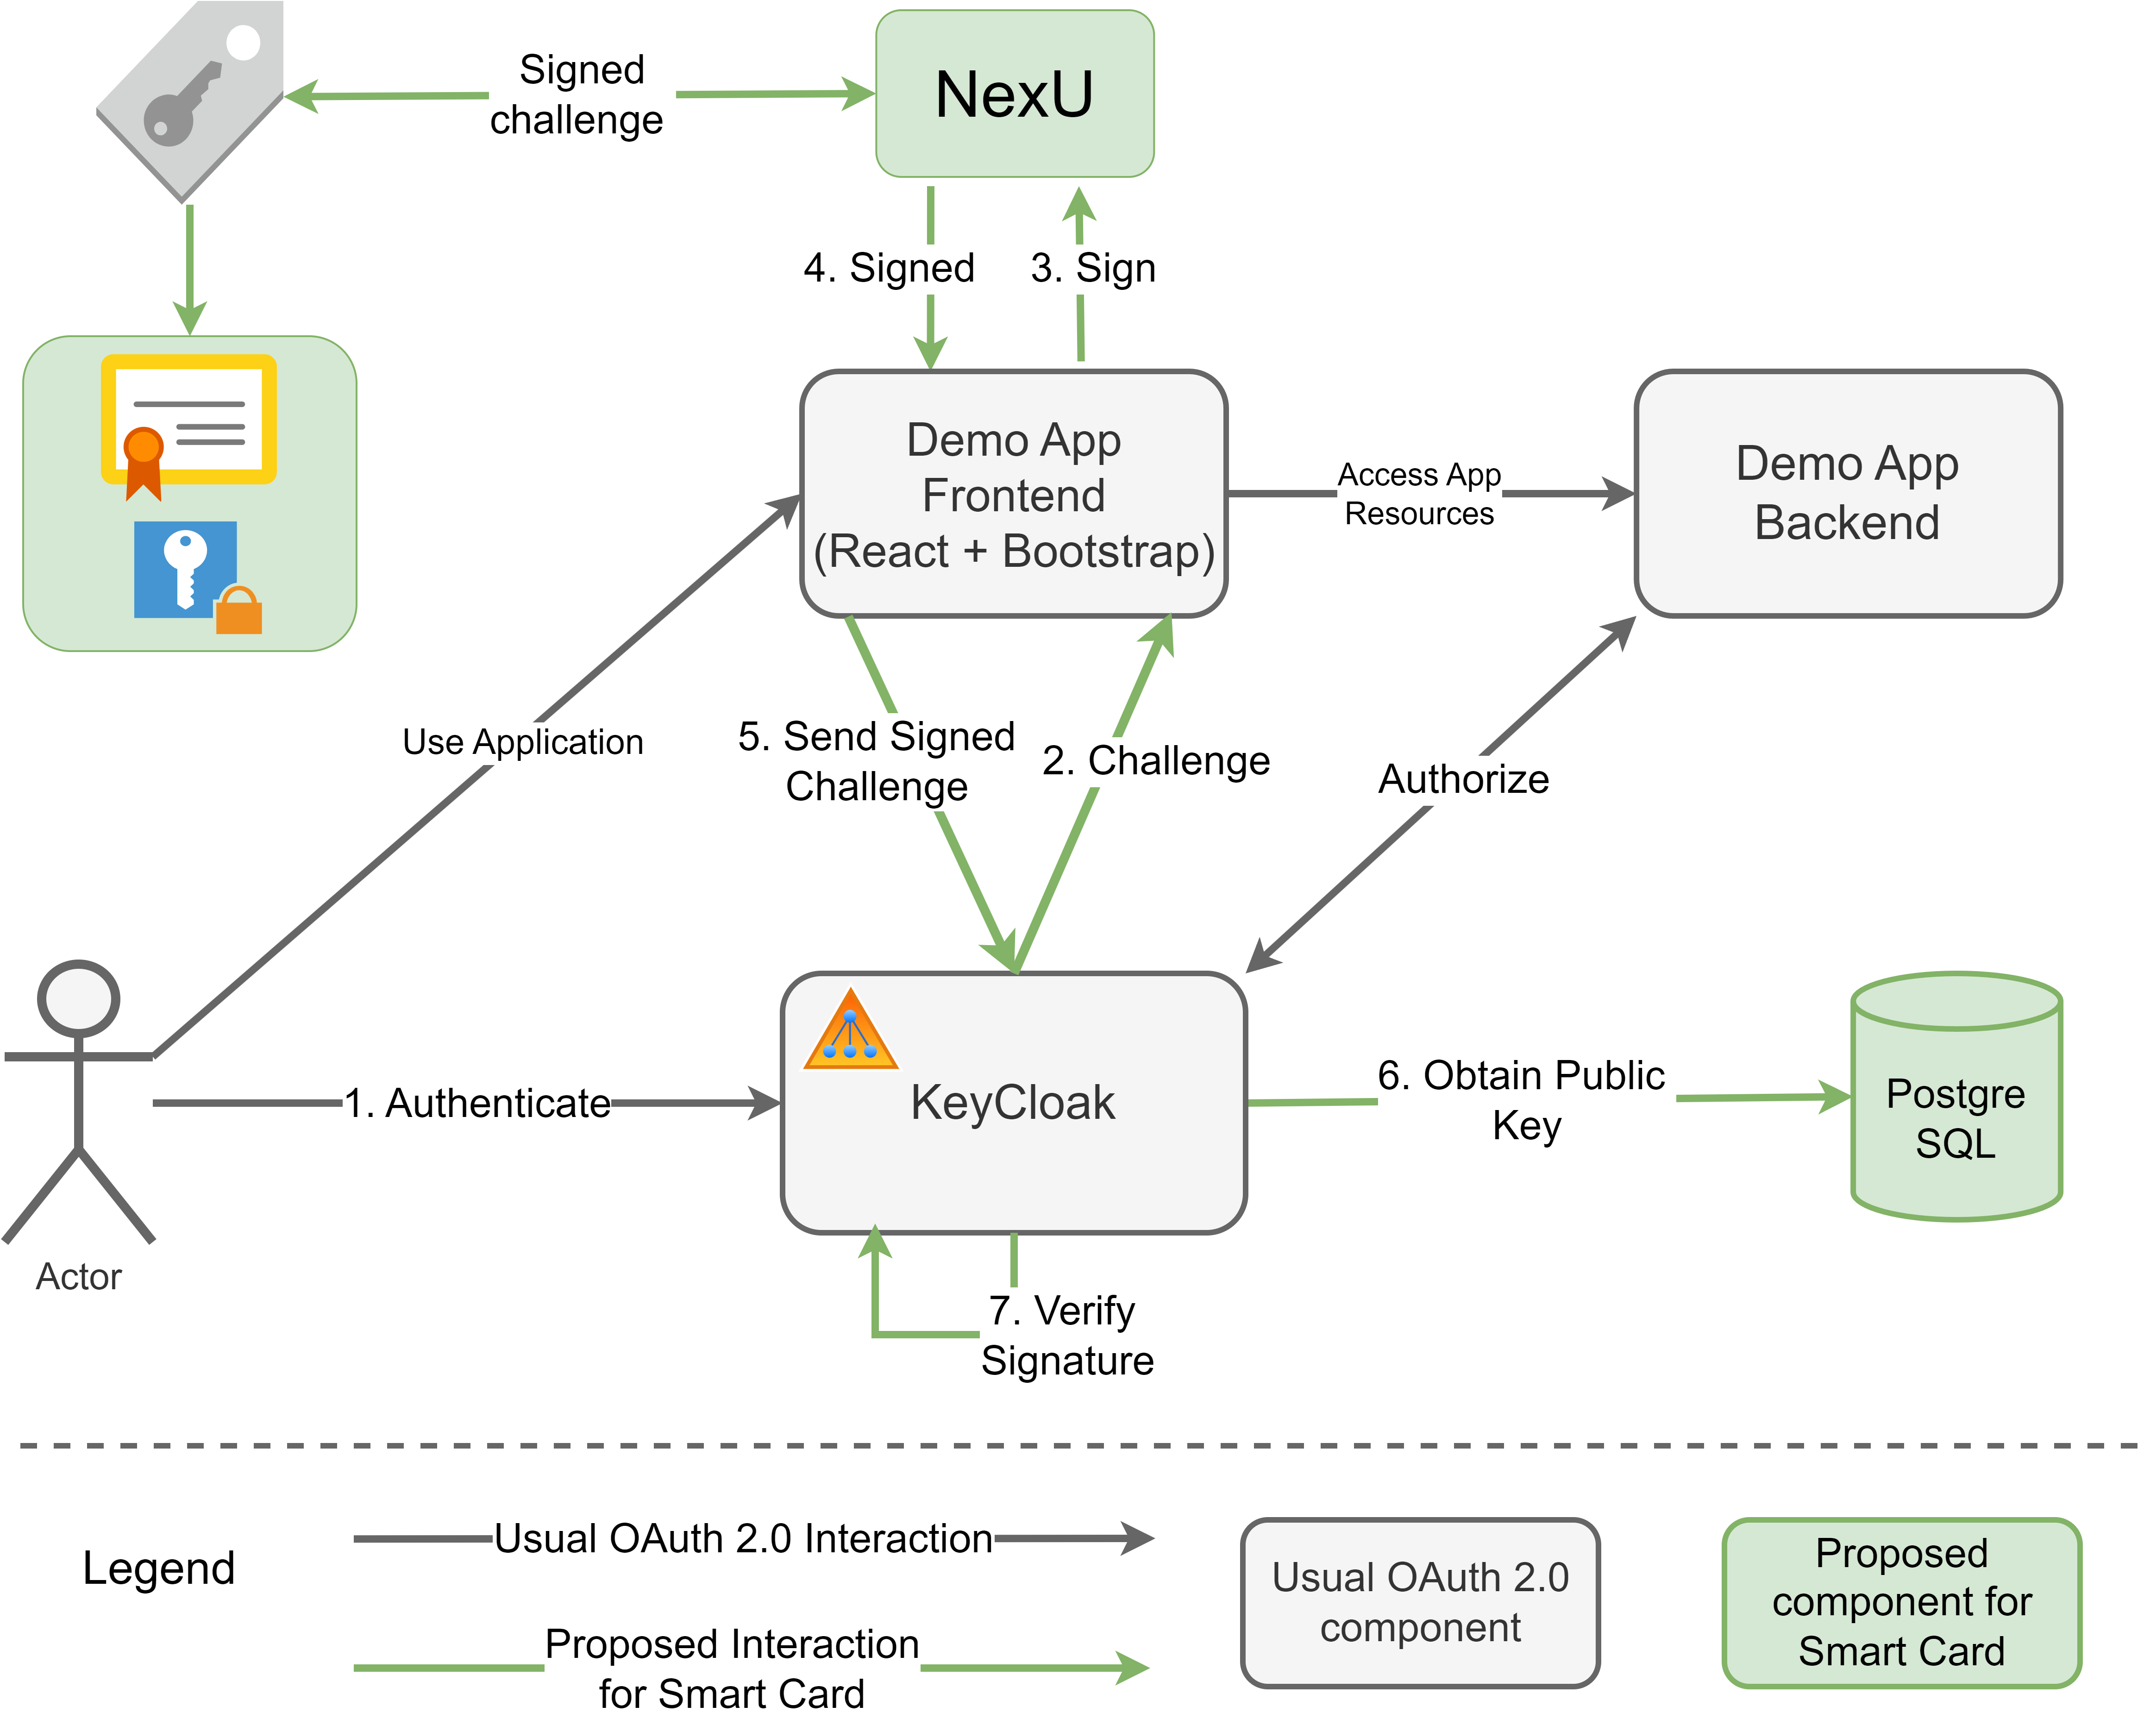 Signed
challenge
NexU
4. Signed
3. Sign
Demo App
Frontend
(React + Bootstrap)
Access App
Resources
Demo App
Backend
Use Application
5. Send Signed
Challenge
2. Challenge
Authorize
1. Authenticate
KeyCloak
6. Obtain Public
Key
Postgre
SQL
Actor
7. Verify
Signature
Legend
Usual OAuth 2.0 Interaction
Proposed Interaction
for Smart Card
Usual OAuth 2.0
component
Proposed
component for
Smart Card